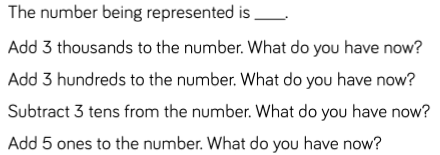 The number being represented is ____.
Add 3 thousands to the number. What do you have now?
Add 3 hundreds to the number. What do you have now?
Subtract 3 tens from the number. What do you have now?
Add 5 ones to the number. What do you have now?